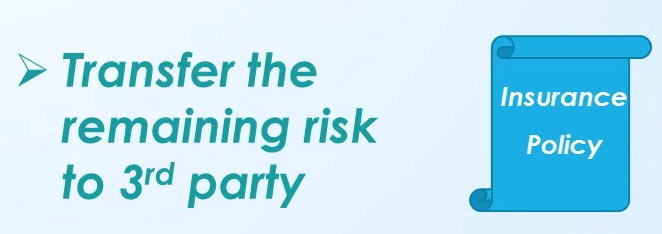 ➢ Transfer the
remaining risk
to 3rd party
Insurance
Policy